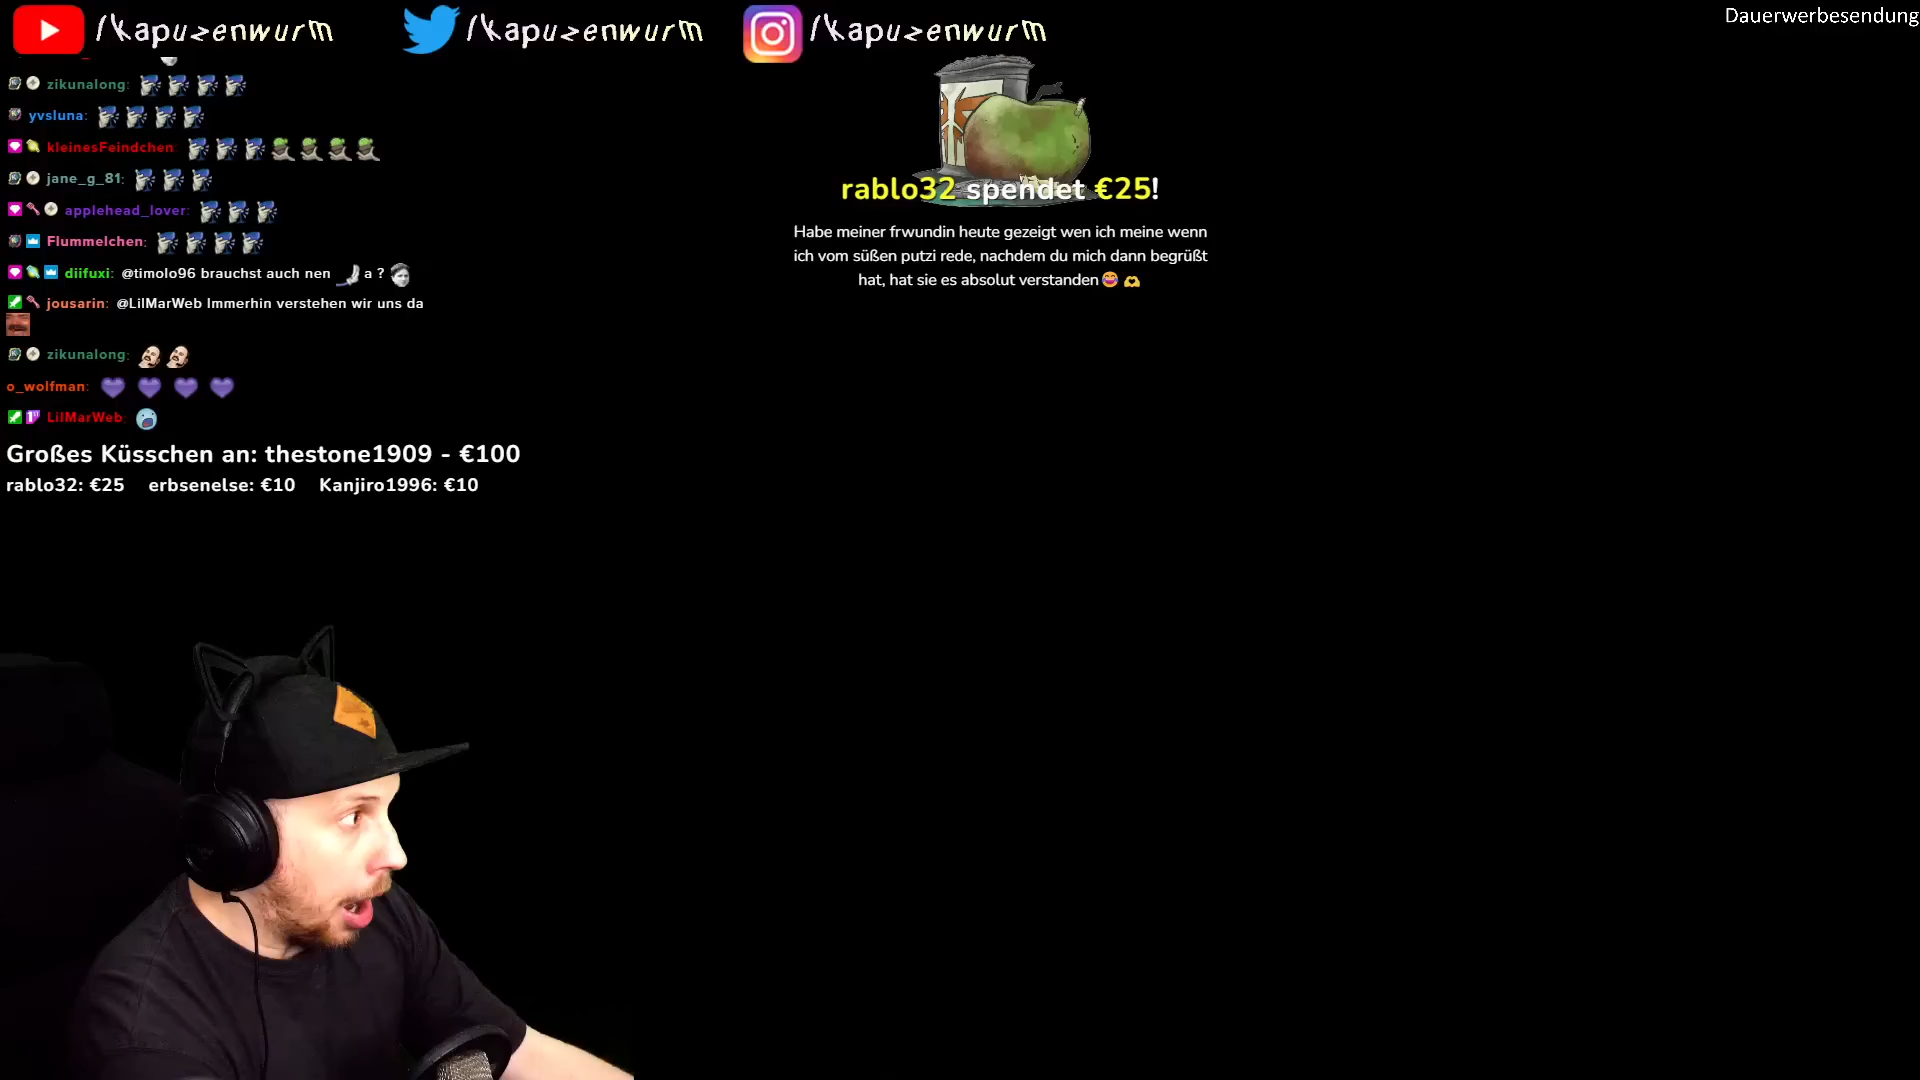 /kapuzenwurm
/kapuzenwurm
/kapuzenwurm
Dauerwerbesendung
zikunalong:
yvsluna:
kleinesFeindchen:
jane_g_81:
applehead_lover:
Flummelchen:
diifuxi: @timolo96 brauchst auch nen a ?
jousarin: @LilMarWeb Immerhin verstehen wir uns da
zikunalong:
o_wolfman:
LilMarWeb:
Großes Küsschen an: thestone1909 - €100
rablo32: €25 erbsenelse: €10 Kanjiro1996: €10
rablo32 spendet €25!
Habe meiner frwundin heute gezeigt wen ich meine wenn
ich vom süßen putzi rede, nachdem du mich dann begrüßt
hat, hat sie es absolut verstanden😄 🫶